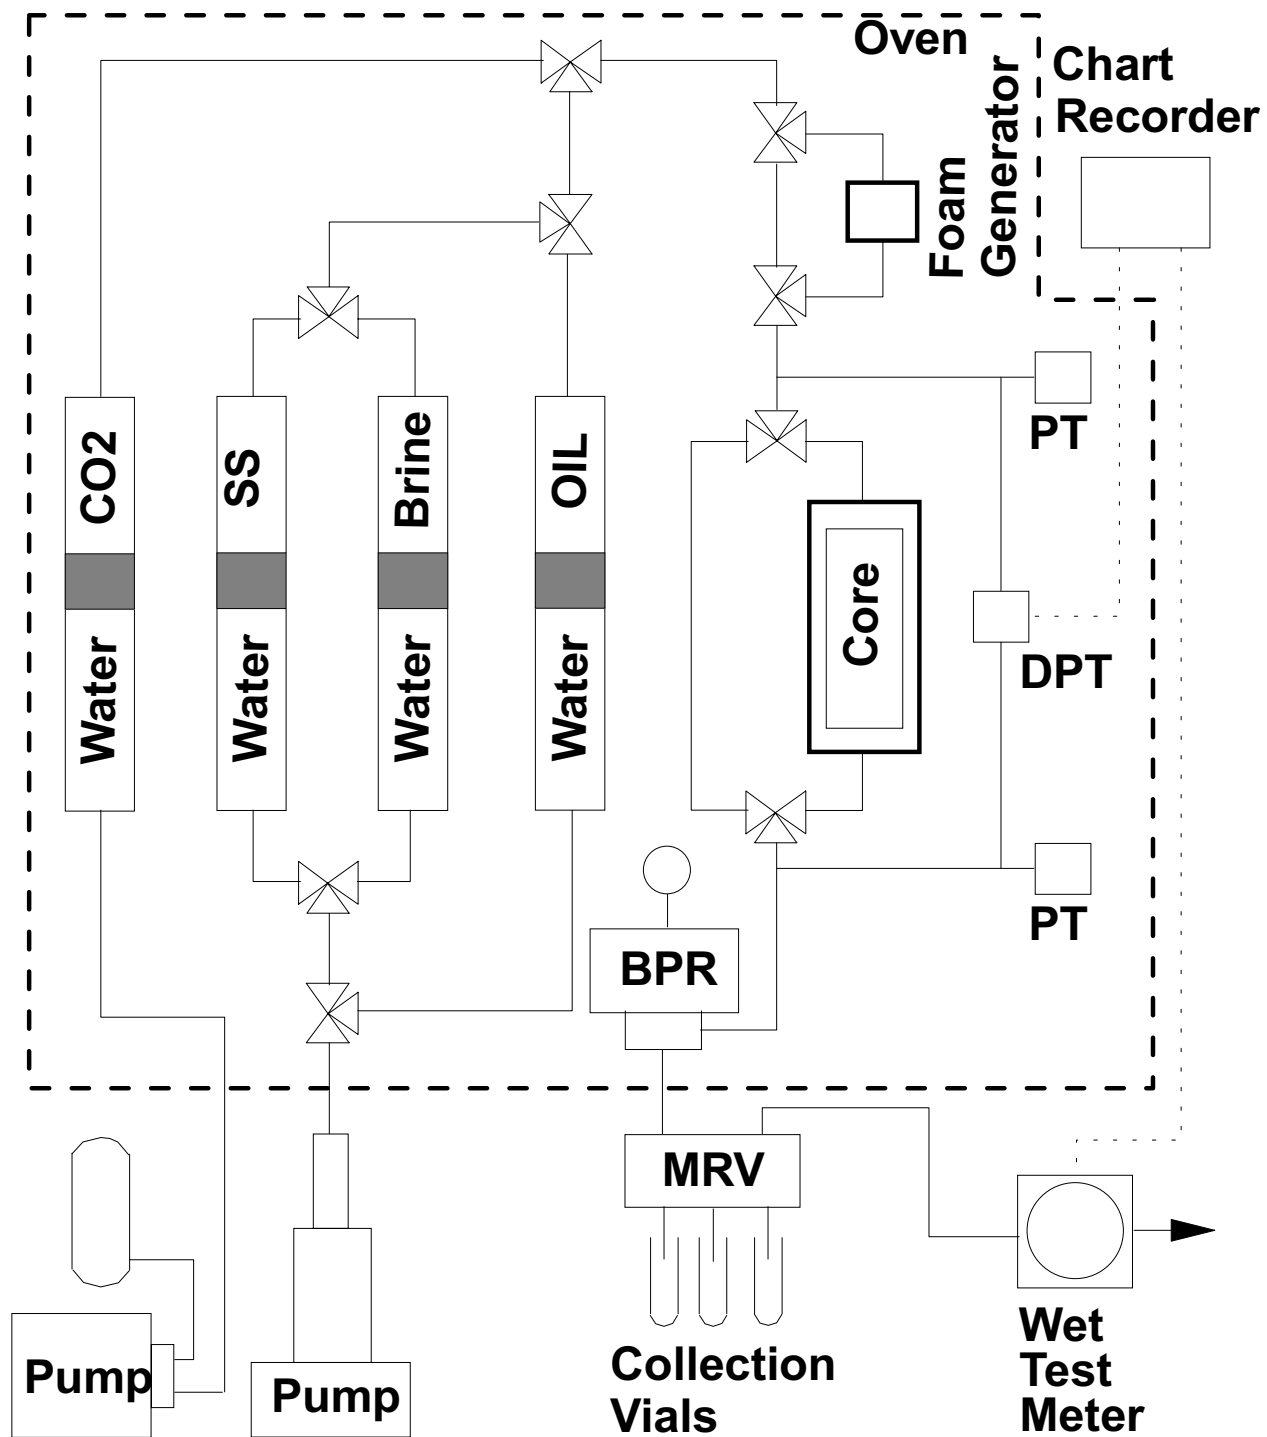 Oven
Chart
Recorder
Foam
Generator
CO2
SS
Brine
OIL
PT
Core
Water
Water
Water
Water
DPT
BPR
PT
MRV
Pump
Pump
Collection
Vials
Wet
Test
Meter